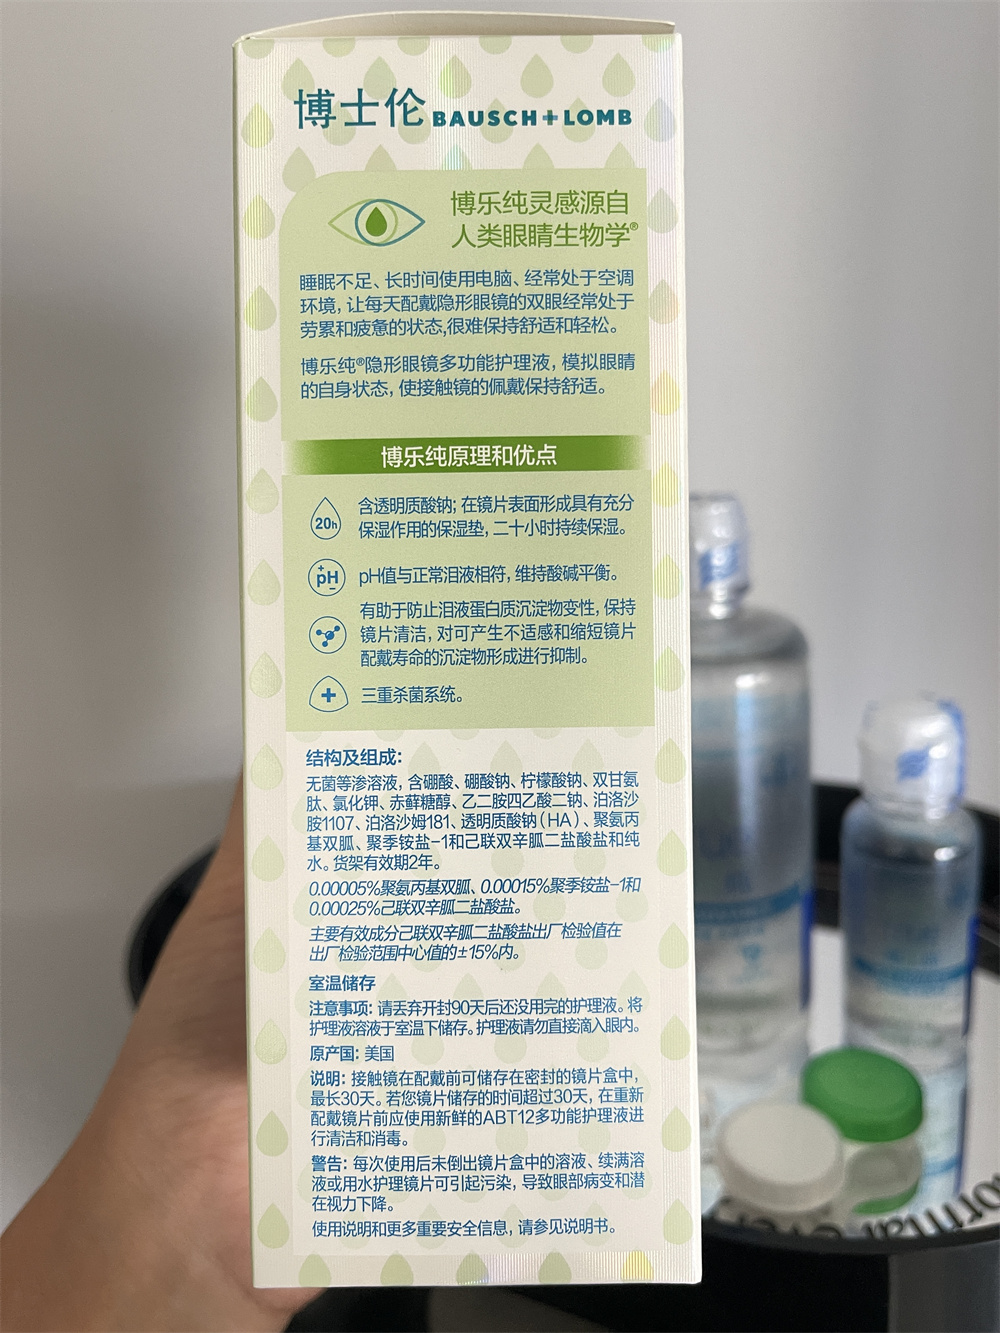 博士伦 BAUSCH+LOMB
博乐纯灵感源自
人类眼睛生物学®
睡眠不足、长时间使用电脑、经常处于空调
环境，让每天配戴隐形眼镜的双眼经常处于
劳累和疲惫的状态，很难保持舒适和轻松。
博乐纯®隐形眼镜多功能护理液，模拟眼睛
的自身状态，使接触镜的佩戴保持舒适。
博乐纯原理和优点
20h
含透明质酸钠；在镜片表面形成具有充分
保湿作用的保湿垫，二十小时持续保湿。
pH
pH值与正常泪液相符，维持酸碱平衡。
有助于防止泪液蛋白质沉淀物变性，保持
镜片清洁，对可产生不适感和缩短镜片
配戴寿命的沉淀物形成进行抑制。
三重杀菌系统。
结构及组成：
无菌等渗溶液，含硼酸、硼酸钠、柠檬酸钠、双甘氨
肽、氯化钾、赤藓糖醇、乙二胺四乙酸二钠、泊洛沙
胺1107、泊洛沙姆181、透明质酸钠（HA）、聚氨丙
基双胍、聚季铵盐-1和己联双辛胍二盐酸盐和纯
水。货架有效期2年。
0.00005%聚氨丙基双胍、0.00015%聚季铵盐-1和
0.00025%己联双辛胍二盐酸盐。
主要有效成分己联双辛胍二盐酸盐出厂检验值在
出厂检验范围中心值的±15%内。
室温储存
注意事项：请丢弃开封90天后还没用完的护理液。将
护理液溶液于室温下储存。护理液请勿直接滴入眼内。
原产国：美国
说明：接触镜在配戴前可储存在密封的镜片盒中，
最长30天。若您镜片储存的时间超过30天，在重新
配戴镜片前应使用新鲜的ABT12多功能护理液进
行清洁和消毒。
警告：每次使用后未倒出镜片盒中的溶液、续满溶
液或用水护理镜片可引起污染，导致眼部病变和潜
在视力下降。
使用说明和更多重要安全信息，请参见说明书。